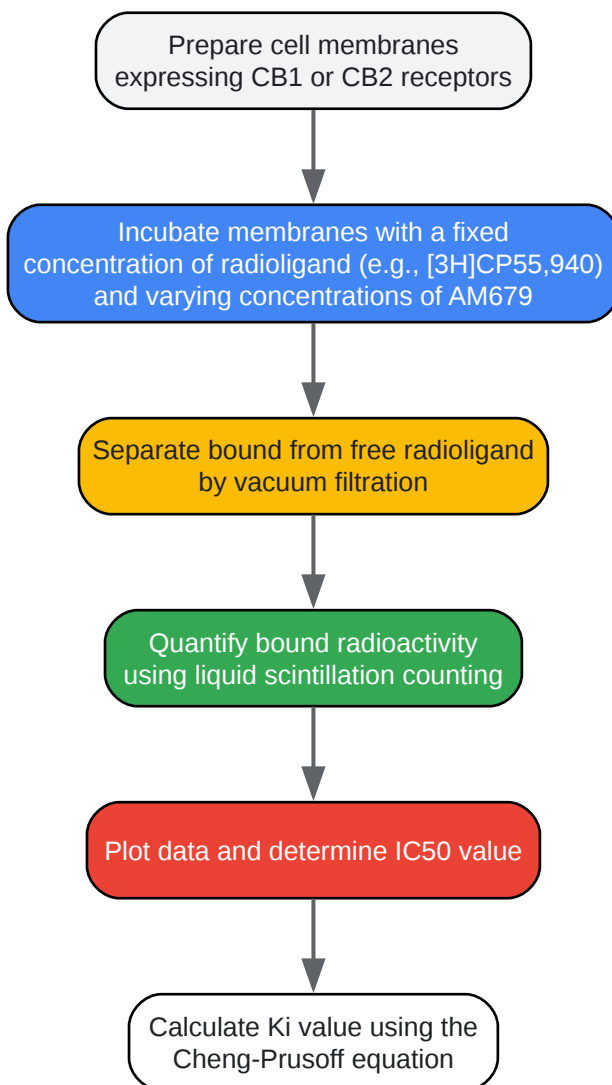 Prepare cell membranes
expressing CB1 or CB2 receptors
Incubate membranes with a fixed
concentration of radioligand (e.g., [3H]CP55,940)
and varying concentrations of AM679
Separate bound from free radioligand
by vacuum filtration
Quantify bound radioactivity
using liquid scintillation counting
Plot data and determine IC50 value
Calculate Ki value using the
Cheng-Prusoff equation